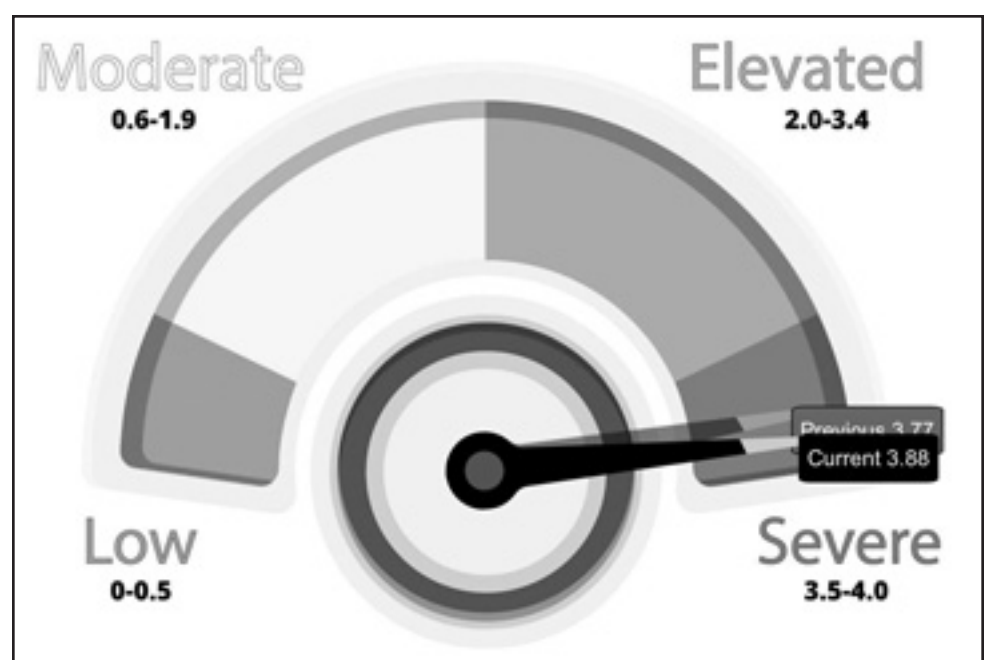 Moderate
0.6-1.9
Elevated
2.0-3.4
Previous 3.77
Current 3.88
Low
0-0.5
Severe
3.5-4.0